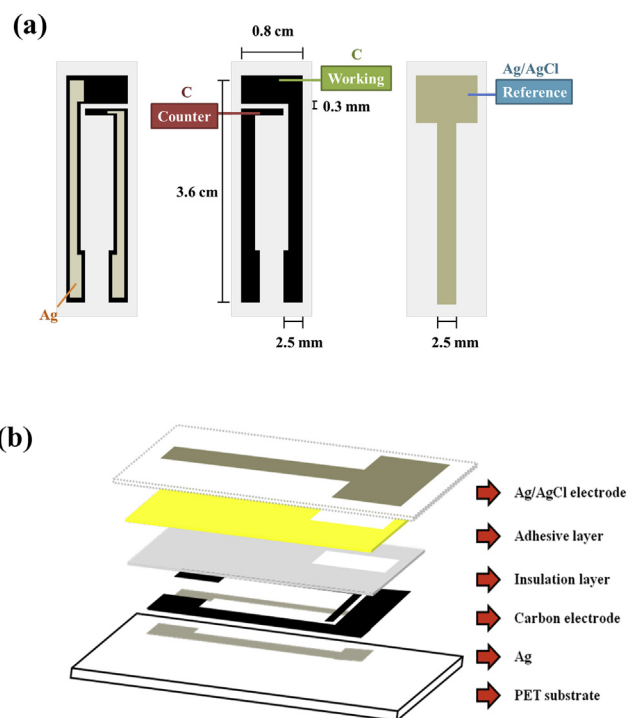 (a)
0.8 cm
C
Working
Ag/AgCl
Reference
C
Counter
0.3 mm
3.6 cm
Ag
2.5 mm
2.5 mm
(b)
Ag/AgCl electrode
Adhesive layer
Insulation layer
Carbon electrode
Ag
PET substrate